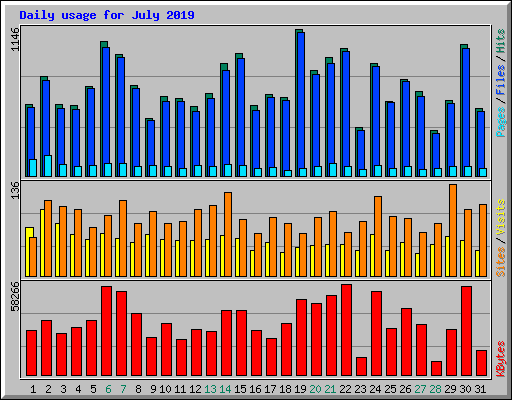 Daily usage for July 2019
1146
Pages / Files / Hits
136
Sites / Visits
58266
KBytes
1 2 3 4 5 6 7 8 9 10 11 12 13 14 15 16 17 18 19 20 21 22 23 24 25 26 27 28 29 30 31